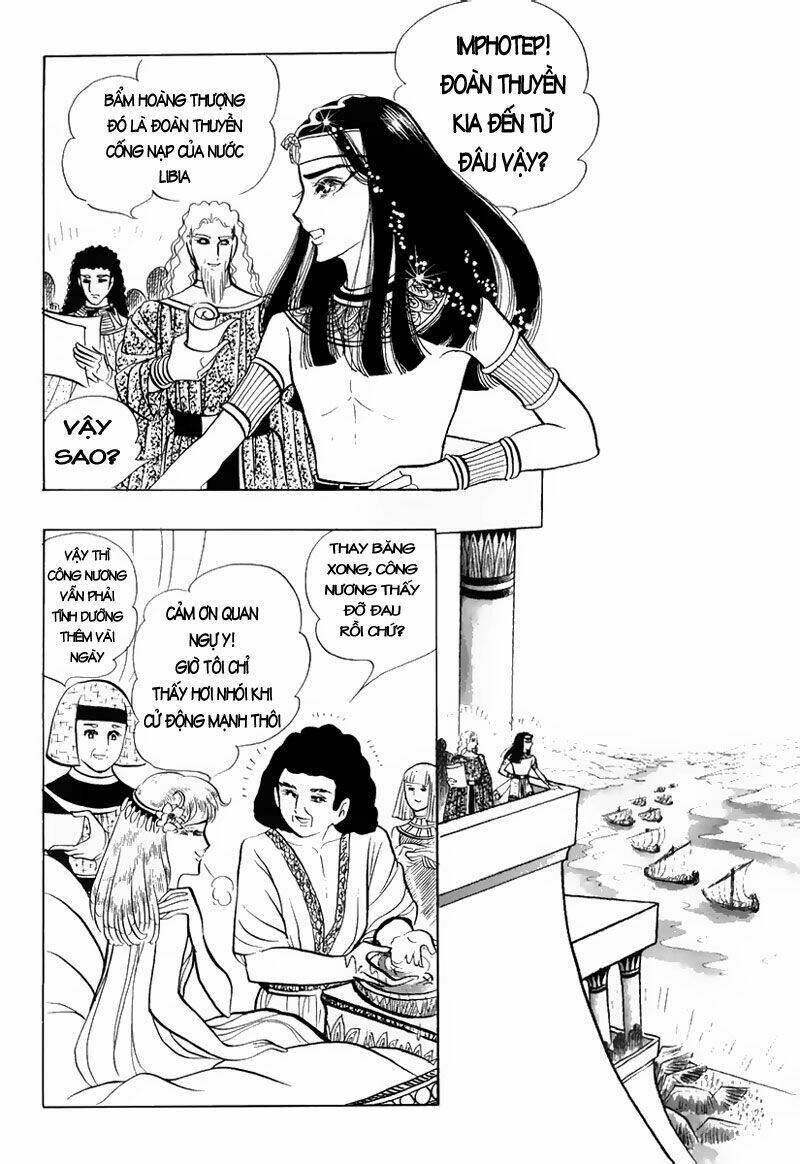 IMPHOTEP!
ĐOÀN THUYỀN
KIA ĐẾN TỪ
ĐÂU VẬY?
BẨM HOÀNG THƯỢNG
ĐÓ LÀ ĐOÀN THUYỀN
CỐNG NẠP CỦA NƯỚC
LIBIA
VẬY
SAO?
THAY BĂNG
XONG, CÔNG
NƯƠNG THẤY
ĐỠ ĐAU
RỒI CHỨ?
CẢM ƠN QUAN
NGỰ Y!
GIỜ TÔI CHỈ
THẤY HƠI NHÓI KHI
CỬ ĐỘNG MẠNH THÔI
VẬY THÌ
CÔNG NƯƠNG
VẪN PHẢI
TĨNH DƯỠNG
THÊM VÀI
NGÀY